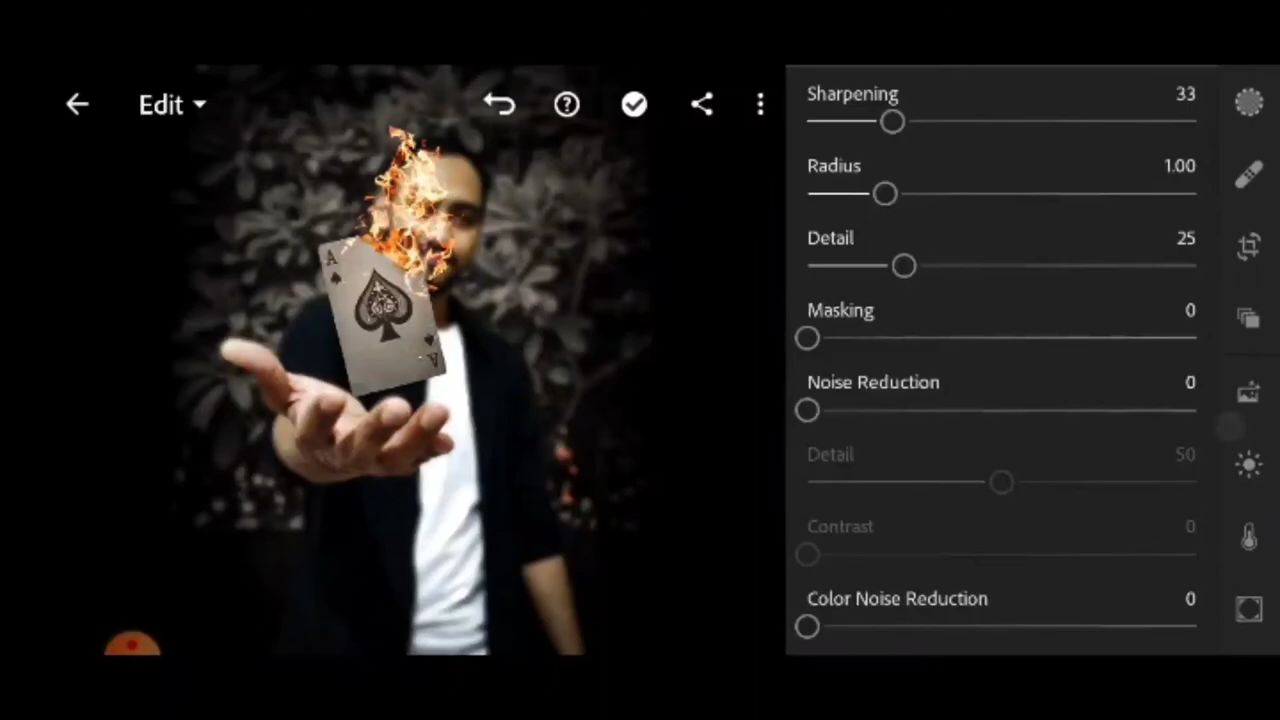 Edit
Sharpening 33
Radius 1.00
Detail 25
Masking 0
Noise Reduction 0
Detail 50
Contrast 0
Color Noise Reduction 0
A
A